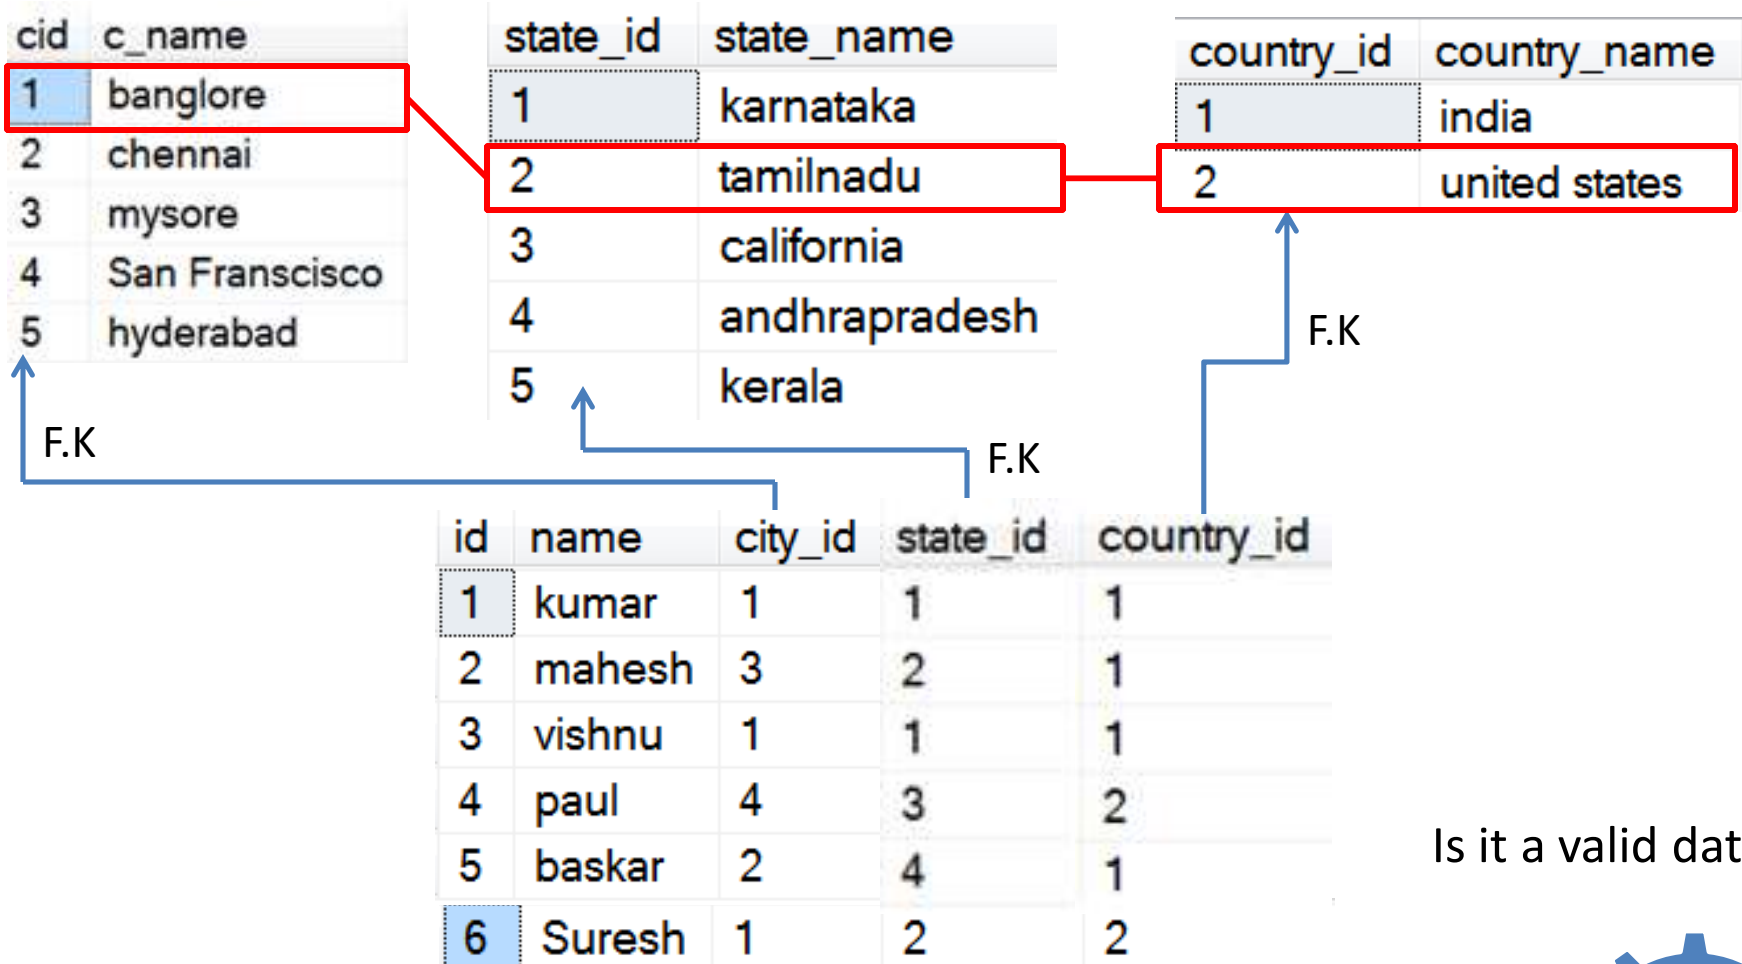 cid c_name
1 banglore
2 chennai
3 mysore
4 San Franscisco
5 hyderabad
state_id state_name
1 karnataka
2 tamilnadu
3 california
4 andhrapradesh
5 kerala
country_id country_name
1 india
2 united states
F.K
F.K
F.K
id name city_id state_id country_id
1 kumar 1 1 1
2 mahesh 3 2 1
3 vishnu 1 1 1
4 paul 4 3 2
5 baskar 2 4 1
6 Suresh 1 2 2
Is it a valid dat